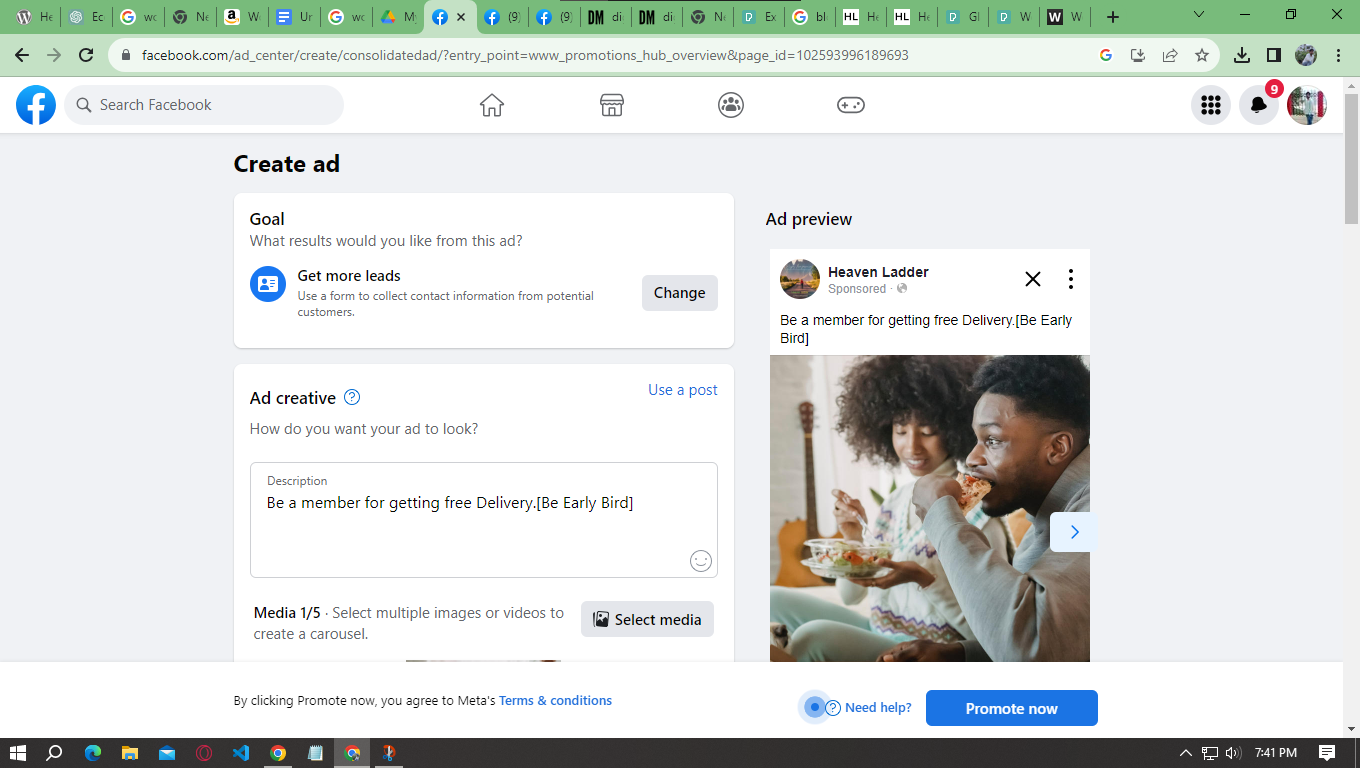 He
Ec
wo
Ne
Wo
Un
wo
My
(9)
(9)
DM di
DM di
Ne
Ex
bl
HL He
HL He
Gl
W
W W
facebook.com/ad_center/create/consolidatedad/?entry_point=www_promotions_hub_overview&page_id=102593996189693
Search Facebook
9
Create ad
Goal
What results would you like from this ad?
Get more leads
Use a form to collect contact information from potential
customers.
Change
Ad creative
Use a post
How do you want your ad to look?
Description
Be a member for getting free Delivery.[Be Early Bird]
Media 1/5 · Select multiple images or videos to
create a carousel.
Select media
Ad preview
Heaven Ladder
Sponsored ·
Be a member for getting free Delivery.[Be Early
Bird]
By clicking Promote now, you agree to Meta's Terms & conditions
Need help?
Promote now
7:41 PM